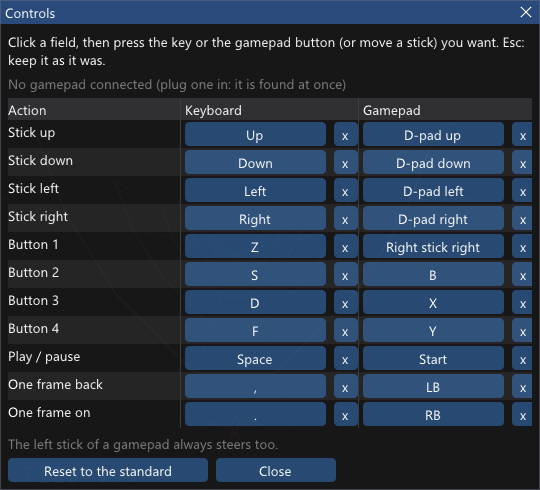 Controls
Click a field, then press the key or the gamepad button (or move a stick) you want. Esc:
keep it as it was.
No gamepad connected (plug one in: it is found at once)
Action Keyboard Gamepad
Stick up Up x D-pad up x
Stick down Down x D-pad down x
Stick left Left x D-pad left x
Stick right Right x D-pad right x
Button 1 Z x Right stick right x
Button 2 S x B x
Button 3 D x X x
Button 4 F x Y x
Play / pause Space x Start x
One frame back , x LB x
One frame on . x RB x
The left stick of a gamepad always steers too.
Reset to the standard Close